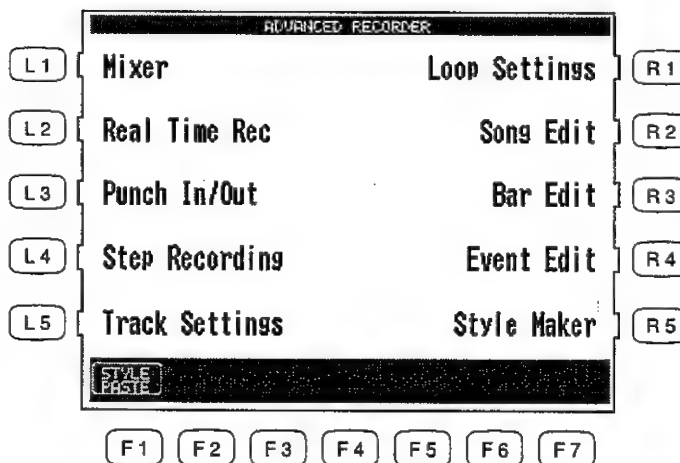 ADVANCED RECORDER
L1 Mixer Loop Settings R1
L2 Real Time Rec Song Edit R2
L3 Punch In/Out Bar Edit R3
L4 Step Recording Event Edit R4
L5 Track Settings Style Maker R5
STYLE
PASTE
F1 F2 F3 F4 F5 F6 F7